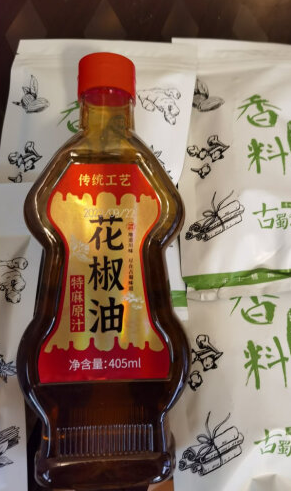 传统工艺
花椒油
特麻原汁
净含量:405ml
香料
古蜀
香料
古蜀